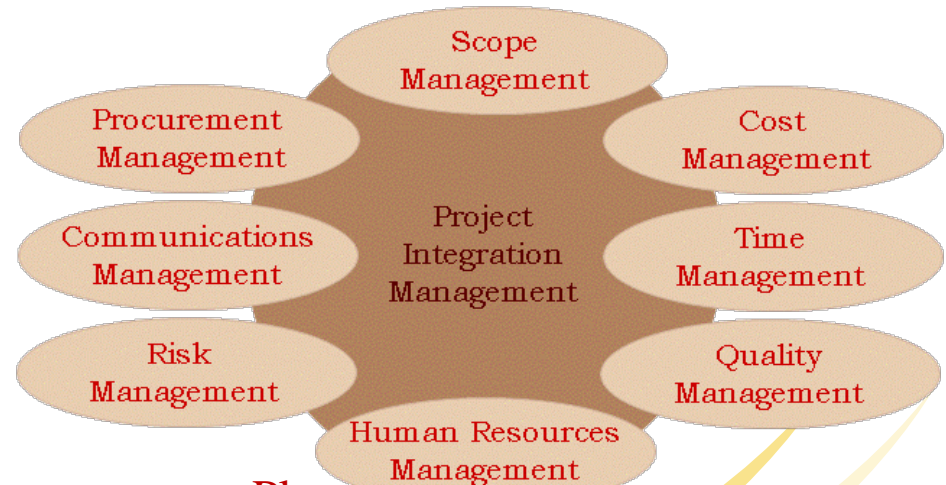 Scope
Management
Procurement
Management
Cost
Management
Project
Integration
Management
Communications
Management
Time
Management
Risk
Management
Quality
Management
Human Resources
Management